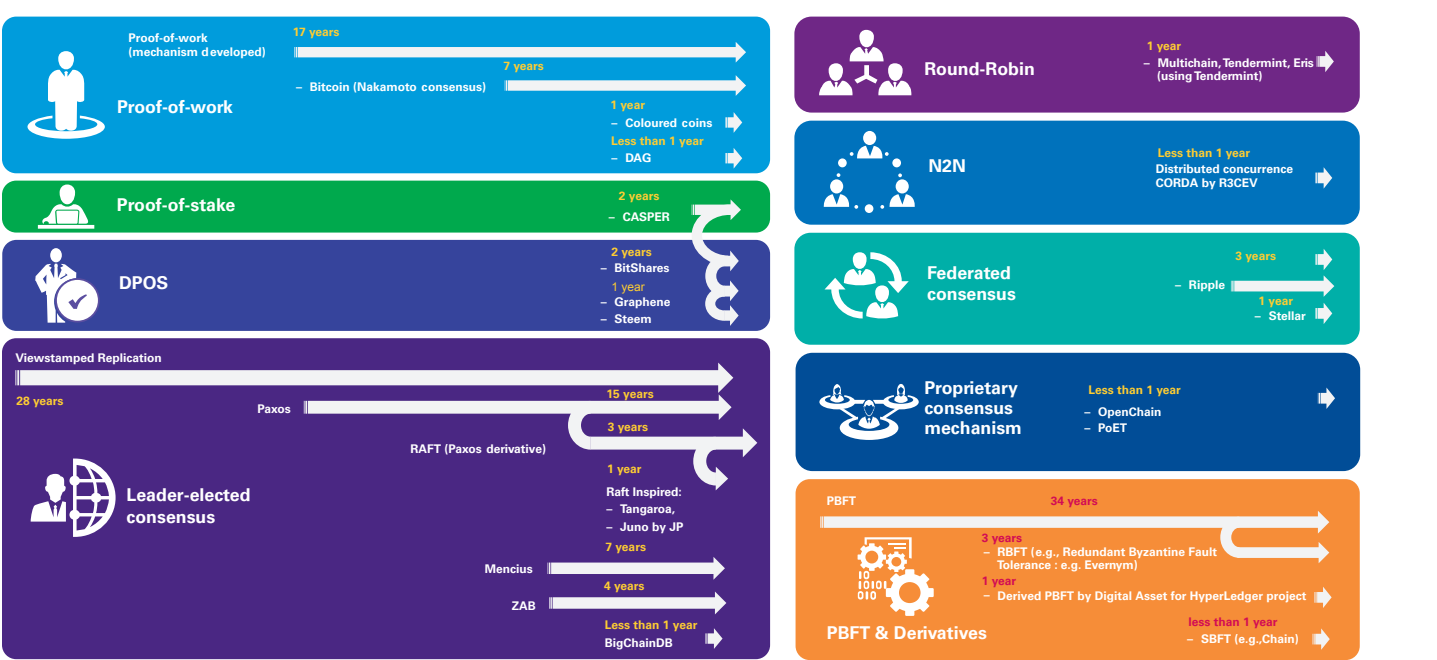 Proof-of-work
(mechanism developed)
17 years
7 years
– Bitcoin (Nakamoto consensus)
Proof-of-work
1 year
– Coloured coins
Less than 1 year
– DAG
Proof-of-stake
2 years
– CASPER
DPOS
2 years
– BitShares
1 year
– Graphene
– Steem
Viewstamped Replication
28 years
15 years
Paxos
3 years
RAFT (Paxos derivative)
1 year
Raft Inspired:
– Tangaroa,
– Juno by JP
Leader-elected
consensus
7 years
Mencius
4 years
ZAB
Less than 1 year
BigChainDB
Round-Robin
1 year
– Multichain, Tendermint, Eris
(using Tendermint)
N2N
Less than 1 year
Distributed concurrence
CORDA by R3CEV
Federated
consensus
3 years
– Ripple
1 year
– Stellar
Proprietary
consensus
mechanism
Less than 1 year
– OpenChain
– PoET
PBFT
34 years
3 years
– RBFT (e.g., Redundant Byzantine Fault
Tolerance : e.g. Evernym)
1 year
– Derived PBFT by Digital Asset for HyperLedger project
10
10101
010
less than 1 year
– SBFT (e.g.,Chain)
PBFT & Derivatives